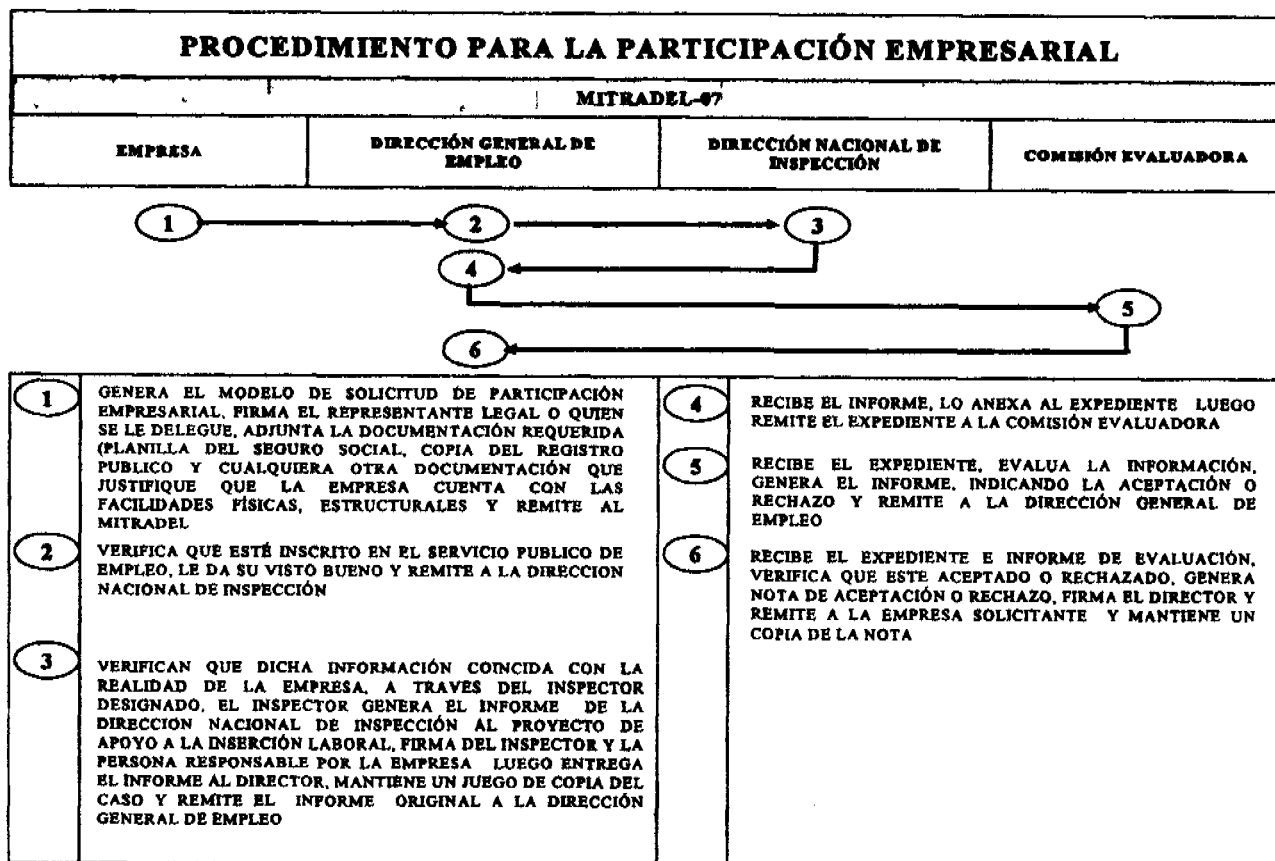 PROCEDIMIENTO PARA LA PARTICIPACIÓN EMPRESARIAL
MITRADEL-07
EMPRESA
DIRECCIÓN GENERAL DE
EMPLEO
DIRECCIÓN NACIONAL DE
INSPECCIÓN
COMISIÓN EVALUADORA
1
2
3
4
5
6
1
GENERA EL MODELO DE SOLICITUD DE PARTICIPACIÓN
EMPRESARIAL, FIRMA EL REPRESENTANTE LEGAL O QUIEN
SE LE DELEGUE, ADJUNTA LA DOCUMENTACIÓN REQUERIDA
(PLANILLA DEL SEGURO SOCIAL, COPIA DEL REGISTRO
PUBLICO Y CUALQUIERA OTRA DOCUMENTACIÓN QUE
JUSTIFIQUE QUE LA EMPRESA CUENTA CON LAS
FACILIDADES FÍSICAS, ESTRUCTURALES Y REMITE AL
MITRADEL
2
VERIFICA QUE ESTÉ INSCRITO EN EL SERVICIO PUBLICO DE
EMPLEO, LE DA SU VISTO BUENO Y REMITE A LA DIRECCION
NACIONAL DE INSPECCIÓN
3
VERIFICAN QUE DICHA INFORMACIÓN COINCIDA CON LA
REALIDAD DE LA EMPRESA, A TRAVÉS DEL INSPECTOR
DESIGNADO, EL INSPECTOR GENERA EL INFORME DE LA
DIRECCION NACIONAL DE INSPECCIÓN AL PROYECTO DE
APOYO A LA INSERCIÓN LABORAL, FIRMA DEL INSPECTOR Y LA
PERSONA RESPONSABLE POR LA EMPRESA LUEGO ENTREGA
EL INFORME AL DIRECTOR, MANTIENE UN JUEGO DE COPIA DEL
CASO Y REMITE EL INFORME ORIGINAL A LA DIRECCIÓN
GENERAL DE EMPLEO
4
RECIBE EL INFORME, LO ANEXA AL EXPEDIENTE LUEGO
REMITE EL EXPEDIENTE A LA COMISIÓN EVALUADORA
5
RECIBE EL EXPEDIENTE, EVALUA LA INFORMACIÓN,
GENERA EL INFORME, INDICANDO LA ACEPTACIÓN O
RECHAZO Y REMITE A LA DIRECCIÓN GENERAL DE
EMPLEO
6
RECIBE EL EXPEDIENTE E INFORME DE EVALUACIÓN,
VERIFICA QUE ESTE ACEPTADO O RECHAZADO, GENERA
NOTA DE ACEPTACIÓN O RECHAZO, FIRMA EL DIRECTOR Y
REMITE A LA EMPRESA SOLICITANTE Y MANTIENE UN
COPIA DE LA NOTA